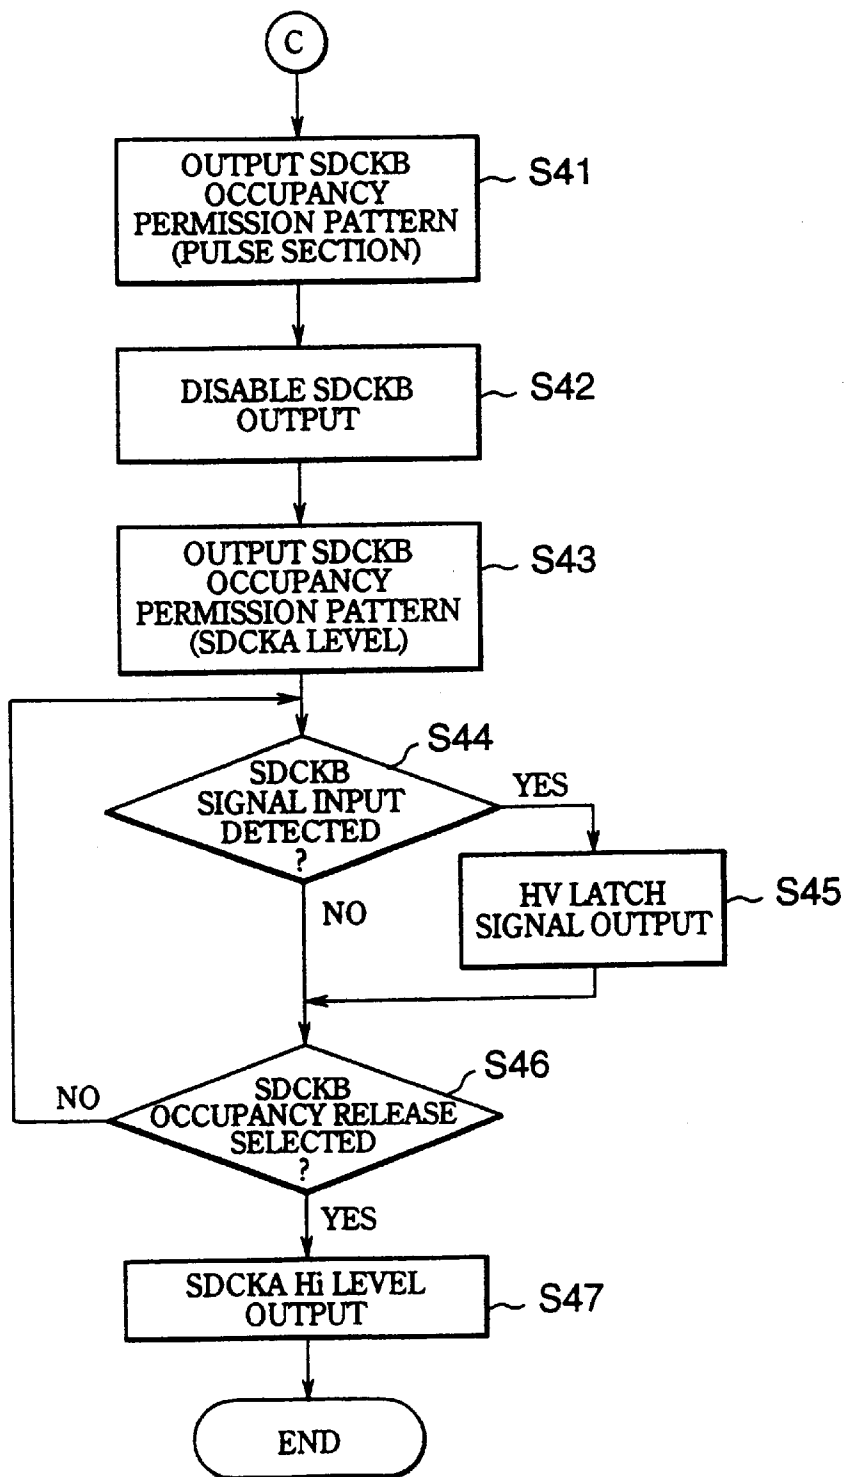 C
OUTPUT SDCKB
OCCUPANCY
PERMISSION PATTERN
(PULSE SECTION)
S41
DISABLE SDCKB
OUTPUT
S42
OUTPUT SDCKB
OCCUPANCY
PERMISSION PATTERN
(SDCKA LEVEL)
S43
SDCKB
SIGNAL INPUT
DETECTED
?
S44
YES
NO
HV LATCH
SIGNAL OUTPUT
S45
SDCKB
OCCUPANCY RELEASE
SELECTED
?
S46
NO
YES
SDCKA Hi LEVEL
OUTPUT
S47
END